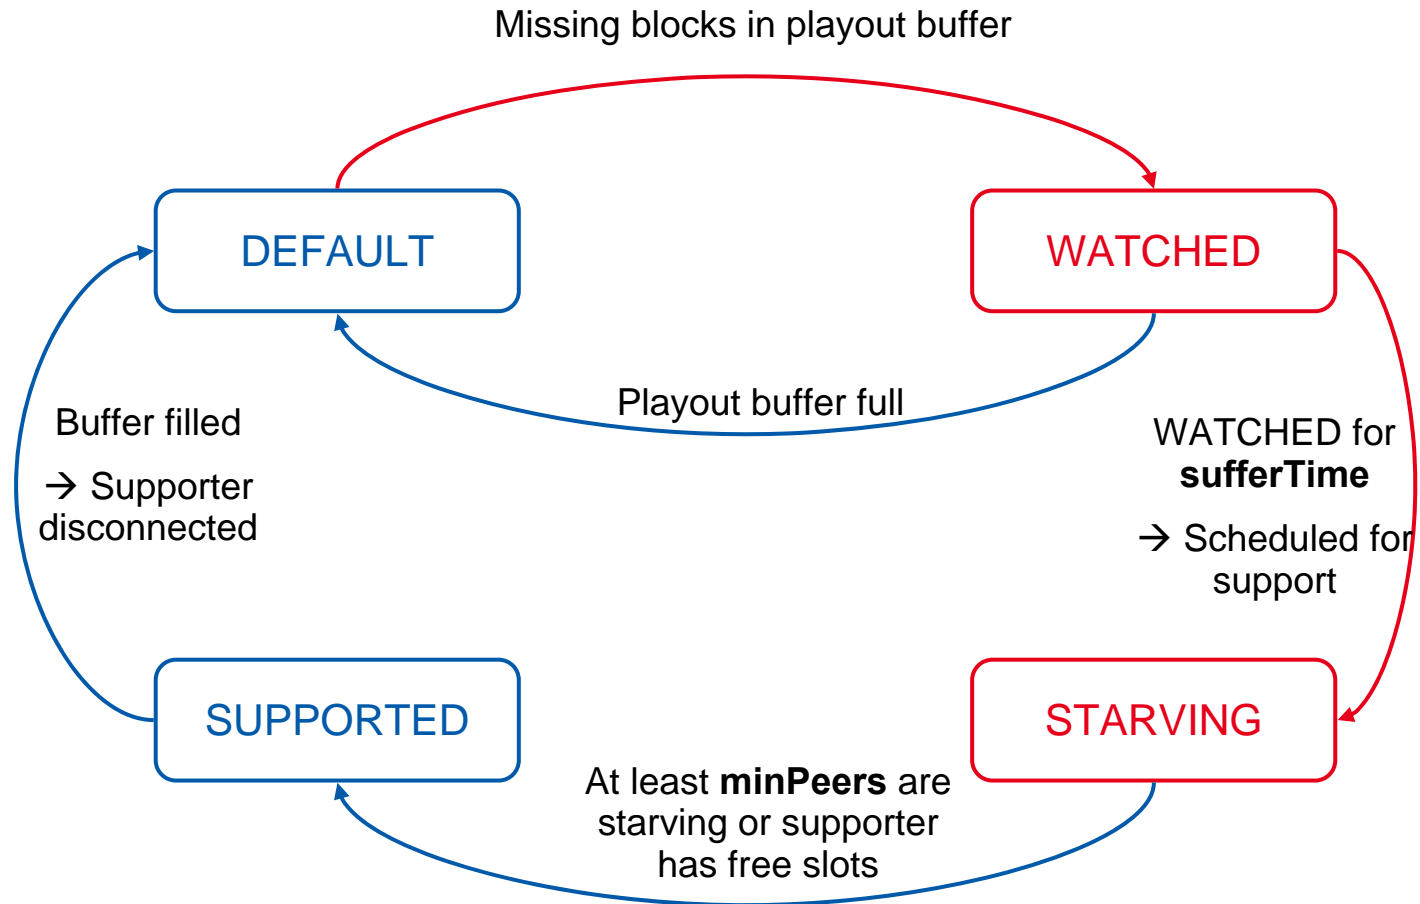 Missing blocks in playout buffer
DEFAULT
WATCHED
Playout buffer full
Buffer filled
→ Supporter
disconnected
WATCHED for
sufferTime
→ Scheduled for
support
SUPPORTED
STARVING
At least minPeers are
starving or supporter
has free slots